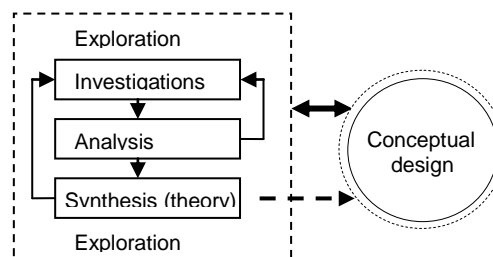 Exploration
Investigations
Analysis
Synthesis (theory)
Exploration
Conceptual
design